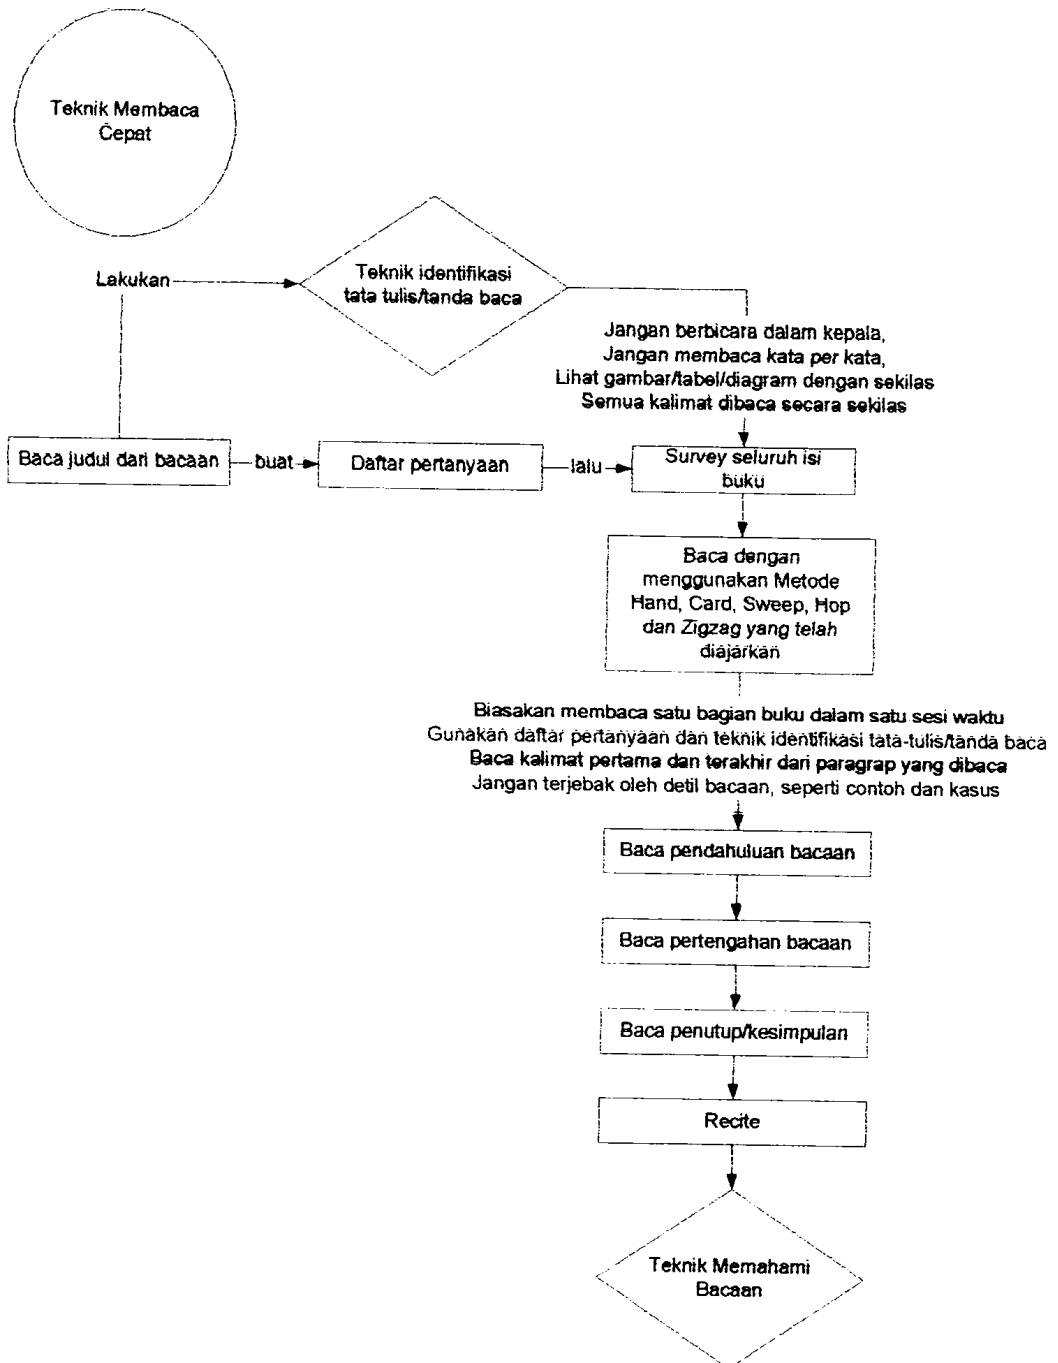 Teknik Membaca
Cepat
Lakukan
Teknik identifikasi
tata tulis/tanda baca
Jangan berbicara dalam kepala,
Jangan membaca kata per kata,
Lihat gambar/tabel/diagram dengan sekilas
Semua kalimat dibaca secara sekilas
Baca judul dari bacaan
buat
Daftar pertanyaan
lalu
Survey seluruh isi
buku
Baca dengan
menggunakan Metode
Hand, Card, Sweep, Hop
dan Zigzag yang telah
diajarkan
Biasakan membaca satu bagian buku dalam satu sesi waktu
Gunakan daftar pertanyaan dan teknik identifikasi tata-tulis/tanda baca
Baca kalimat pertama dan terakhir dari paragrap yang dibaca
Jangan terjebak oleh detil bacaan, seperti contoh dan kasus
Baca pendahuluan bacaan
Baca pertengahan bacaan
Baca penutup/kesimpulan
Recite
Teknik Memahami
Bacaan